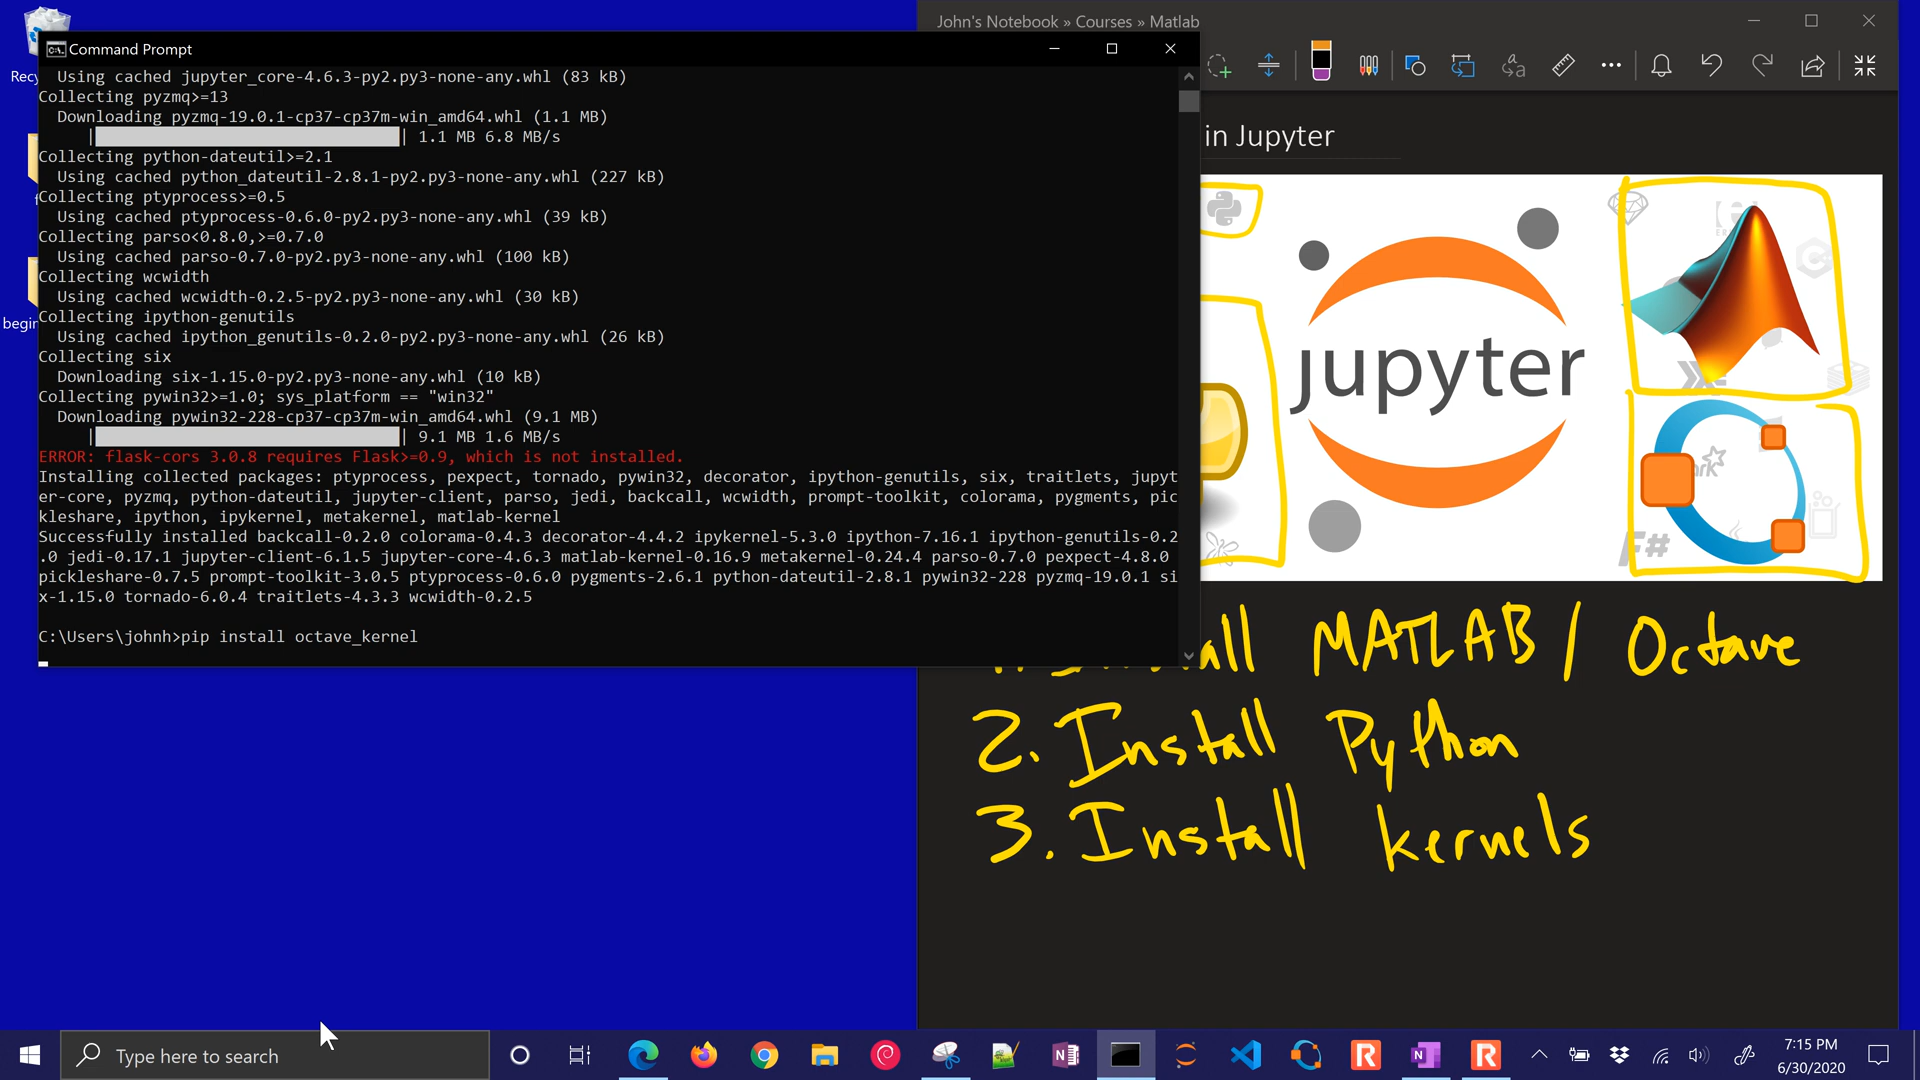 John's Notebook » Courses » Matlab
Command Prompt
Using cached jupyter_core-4.6.3-py2.py3-none-any.whl (83 kB)
Collecting pyzmq>=13
Downloading pyzmq-19.0.1-cp37-cp37m-win_amd64.whl (1.1 MB)
| | 1.1 MB 6.8 MB/s
Collecting python-dateutil>=2.1
Using cached python_dateutil-2.8.1-py2.py3-none-any.whl (227 kB)
Collecting ptyprocess>=0.5
Using cached ptyprocess-0.6.0-py2.py3-none-any.whl (39 kB)
Collecting parso<0.8.0,>=0.7.0
Using cached parso-0.7.0-py2.py3-none-any.whl (100 kB)
Collecting wcwidth
Using cached wcwidth-0.2.5-py2.py3-none-any.whl (30 kB)
Collecting ipython-genutils
Using cached ipython_genutils-0.2.0-py2.py3-none-any.whl (26 kB)
Collecting six
Downloading six-1.15.0-py2.py3-none-any.whl (10 kB)
Collecting pywin32>=1.0; sys_platform == "win32"
Downloading pywin32-228-cp37-cp37m-win_amd64.whl (9.1 MB)
| | 9.1 MB 1.6 MB/s
ERROR: flask-cors 3.0.8 requires Flask>=0.9, which is not installed.
Installing collected packages: ptyprocess, pexpect, tornado, pywin32, decorator, ipython-genutils, six, traitlets, jupyt
er-core, pyzmq, python-dateutil, jupyter-client, parso, jedi, backcall, wcwidth, prompt-toolkit, colorama, pygments, pic
kleshare, ipython, ipykernel, metakernel, matlab-kernel
Successfully installed backcall-0.2.0 colorama-0.4.3 decorator-4.4.2 ipykernel-5.3.0 ipython-7.16.1 ipython-genutils-0.2
.0 jedi-0.17.1 jupyter-client-6.1.5 jupyter-core-4.6.3 matlab-kernel-0.16.9 metakernel-0.24.4 parso-0.7.0 pexpect-4.8.0
pickleshare-0.7.5 prompt-toolkit-3.0.5 ptyprocess-0.6.0 pygments-2.6.1 python-dateutil-2.8.1 pywin32-228 pyzmq-19.0.1 si
x-1.15.0 tornado-6.0.4 traitlets-4.3.3 wcwidth-0.2.5
C:\Users\johnh>pip install octave_kernel
Recy
begin
in Jupyter
jupyter
F#
1. Install MATLAB / Octave
2. Install Python
3. Install kernels
Type here to search
7:15 PM
6/30/2020